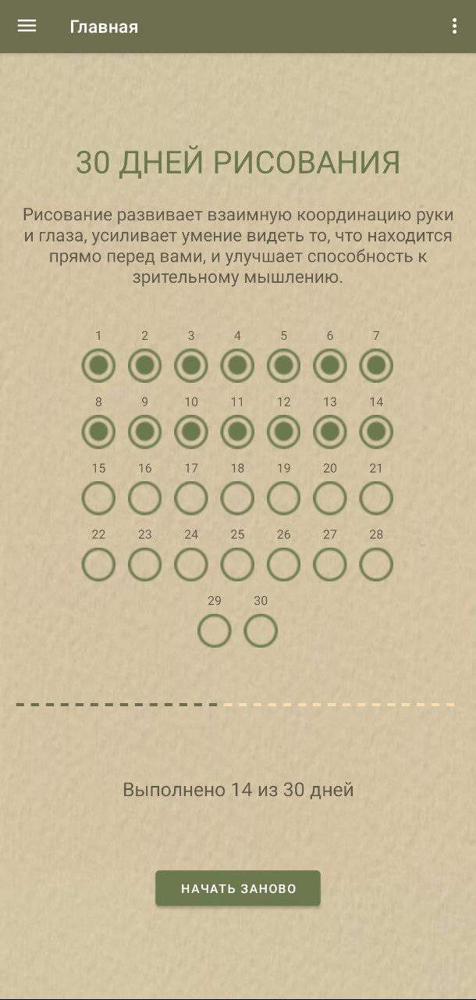 Главная
30 ДНЕЙ РИСОВАНИЯ
Рисование развивает взаимную координацию руки
и глаза, усиливает умение видеть то, что находится
прямо перед вами, и улучшает способность к
зрительному мышлению.
1 2 3 4 5 6 7
8 9 10 11 12 13 14
15 16 17 18 19 20 21
22 23 24 25 26 27 28
29 30
Выполнено 14 из 30 дней
НАЧАТЬ ЗАНОВО